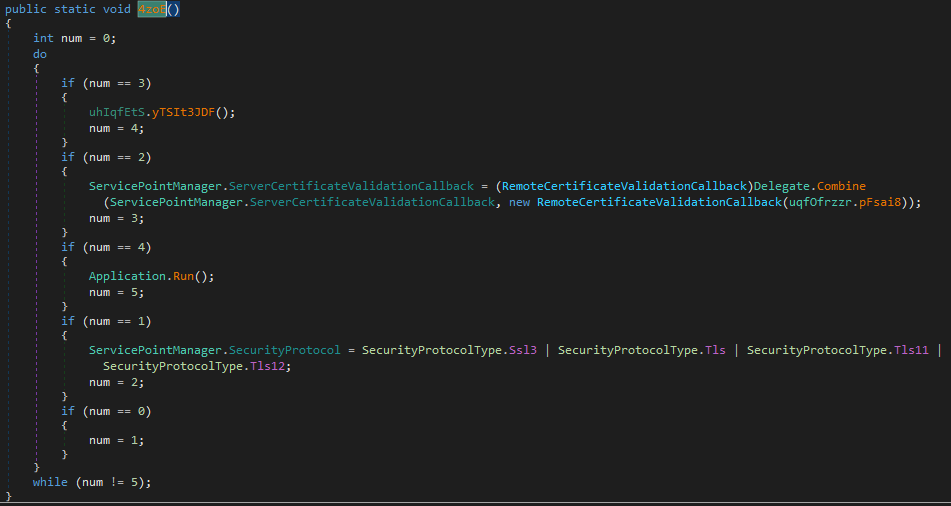 public static void 4zoE()
{
int num = 0;
do
{
if (num == 3)
{
uhIqfEtS.yTSIt3JDF();
num = 4;
}
if (num == 2)
{
ServicePointManager.ServerCertificateValidationCallback = (RemoteCertificateValidationCallback)Delegate.Combine
(ServicePointManager.ServerCertificateValidationCallback, new RemoteCertificateValidationCallback(uqfOfrzzr.pFsai8));
num = 3;
}
if (num == 4)
{
Application.Run();
num = 5;
}
if (num == 1)
{
ServicePointManager.SecurityProtocol = SecurityProtocolType.Ssl3 | SecurityProtocolType.Tls | SecurityProtocolType.Tls11 |
SecurityProtocolType.Tls12;
num = 2;
}
if (num == 0)
{
num = 1;
}
}
while (num != 5);
}